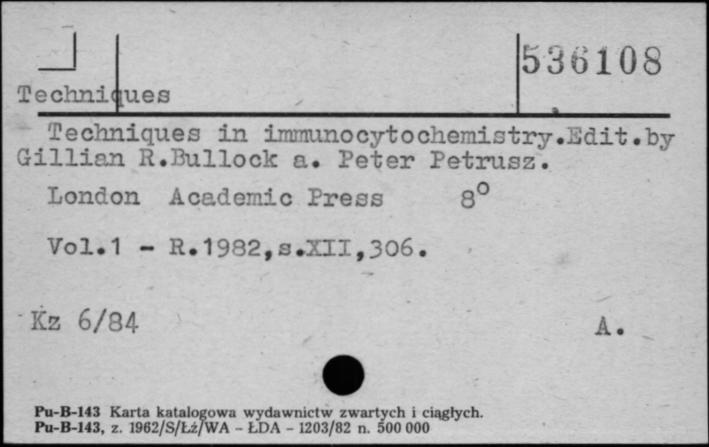 536108
Techniques
Techniques in immunocytochemistry.Edit.by
Gillian R.Bullock a. Peter Petrusz.
London Academic Press 8°
Vol.1 - R.1982,s.XII,306.
Kz 6/84 A.
Pu-B-143 Karta katalogowa wydawnictw zwartych i ciągłych.
Pu-B-143, z. 1962/S/Łź/WA - ŁDA - 1203/82 n. 500 000